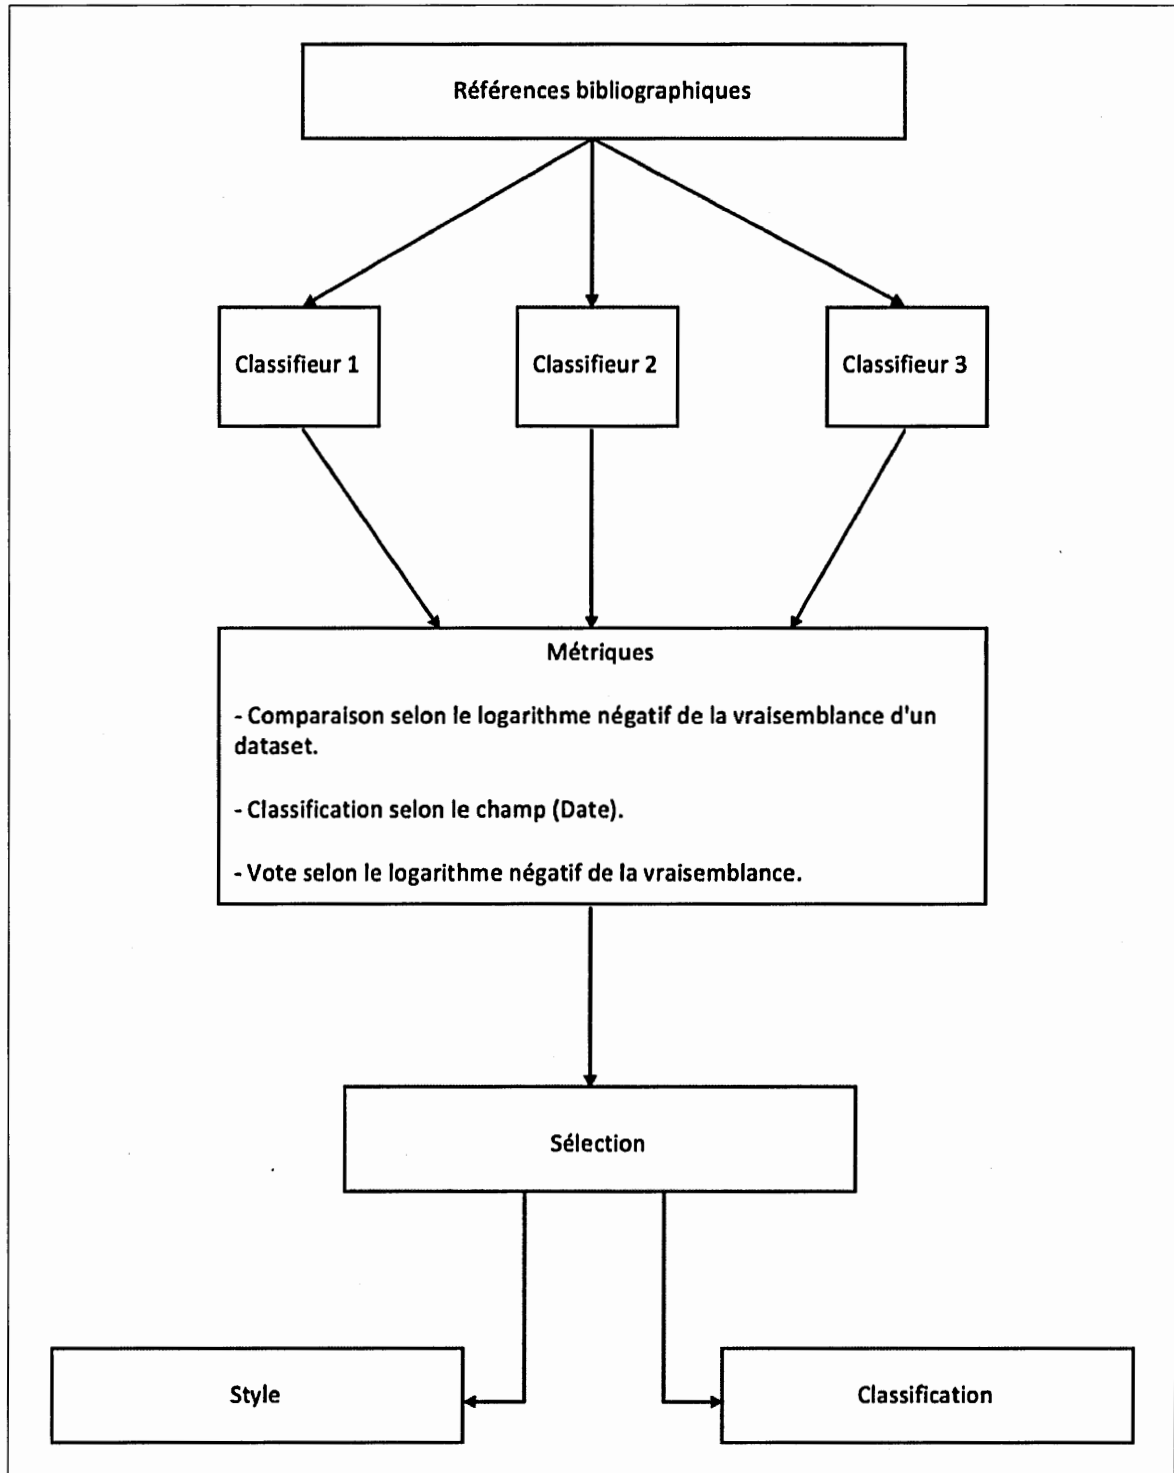 Références bibliographiques
Classifieur 1
Classifieur 2
Classifieur 3
Métriques
- Comparaison selon le logarithme négatif de la vraisemblance d'un
dataset.
- Classification selon le champ (Date).
- Vote selon le logarithme négatif de la vraisemblance.
Sélection
Style
Classification